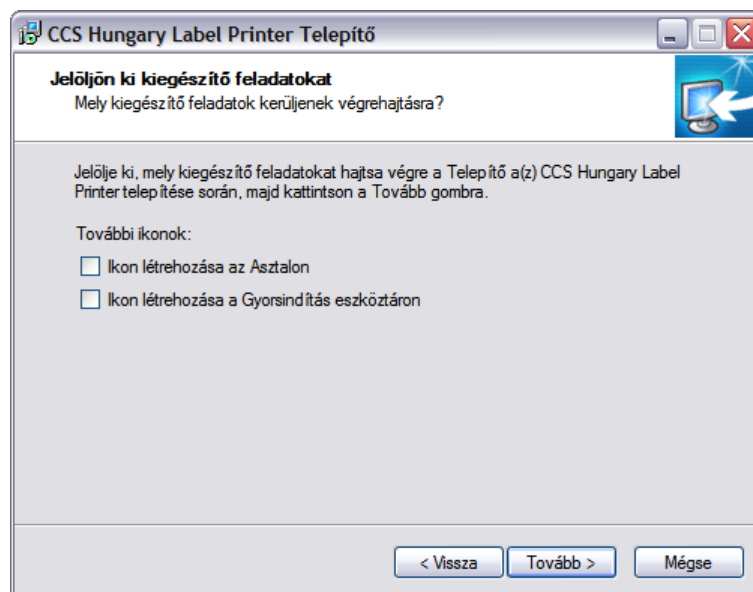 CCS Hungary Label Printer Telepítő
Jelöljön ki kiegészítő feladatokat
Mely kiegészítő feladatok kerüljenek végrehajtásra?
Jelölje ki, mely kiegészítő feladatokat hajtsa végre a Telepítő a(z) CCS Hungary Label
Printer telepítése során, majd kattintson a Tovább gombra.
További ikonok:
Ikon létrehozása az Asztalon
Ikon létrehozása a Gyorsindítás eszköztáron
< Vissza Tovább > Mégse